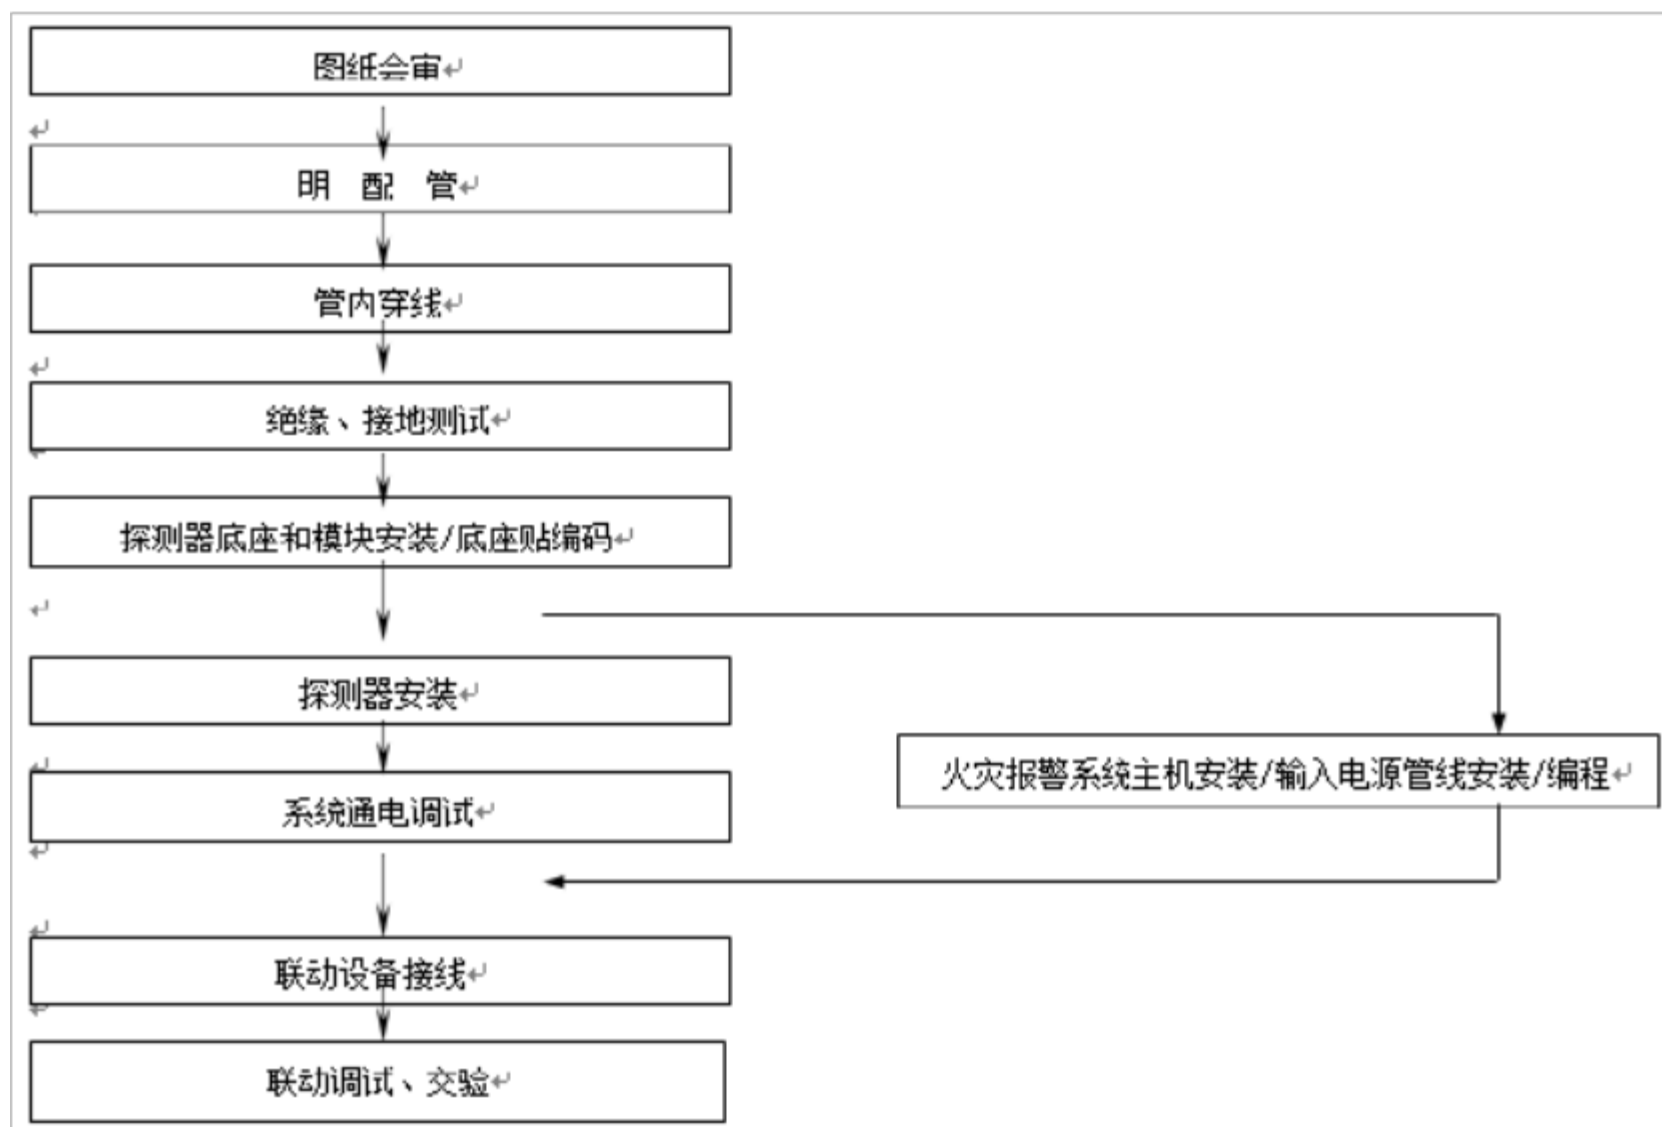 图纸会审
明 配 管
管内穿线
绝缘、接地测试
探测器底座和模块安装/底座贴编码
探测器安装
火灾报警系统主机安装/输入电源管线安装/编程
系统通电调试
联动设备接线
联动调试、交验